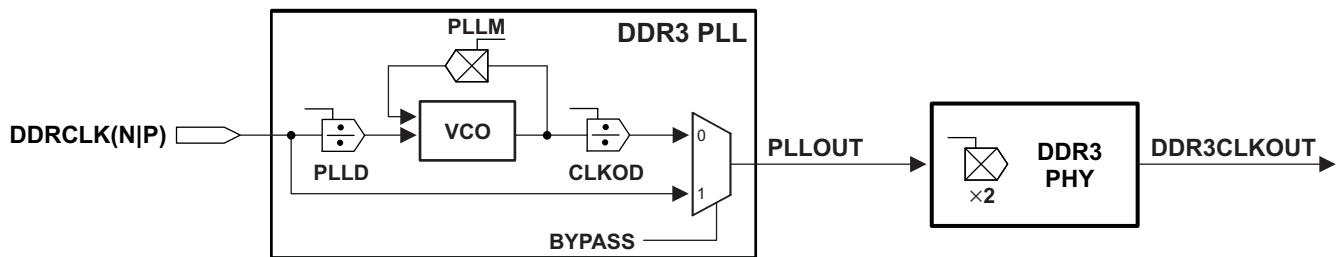 DDR3 PLL
PLLM
DDRCLK(N|P)
PLLD
VCO
CLKOD
0
1
BYPASS
PLLOUT
DDR3
PHY
×2
DDR3CLKOUT